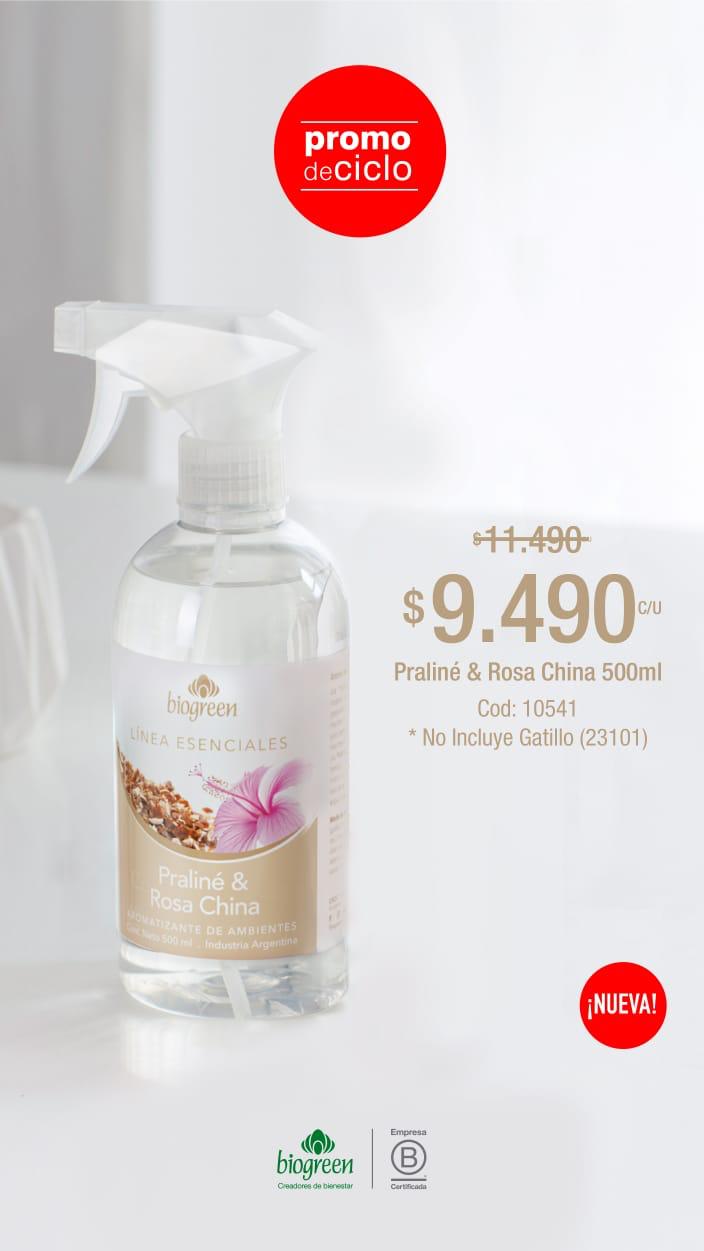 promo
deciclo
$11.490
$9.490 C/U
Praliné & Rosa China 500ml
Cod: 10541
* No Incluye Gatillo (23101)
biogreen
LÍNEA ESENCIALES
Praliné &
Rosa China
AROMATIZANTE DE AMBIENTES
Cont. Neto 500 ml . Industria Argentina
¡NUEVA!
biogreen
Creadores de bienestar
Empresa
B
Certificada